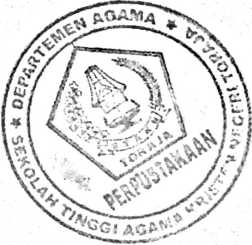 ★ DEPARTEMEN AGAMA ★
SEKOLAH TINGGI AGAMA KRISTEN NEGERI TORAJA
TORAJA
PERPUSTAKAAN